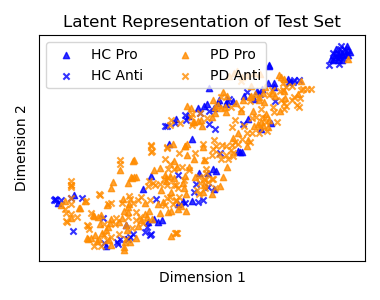 Latent Representation of Test Set
HC Pro
HC Anti
PD Pro
PD Anti
Dimension 2
Dimension 1